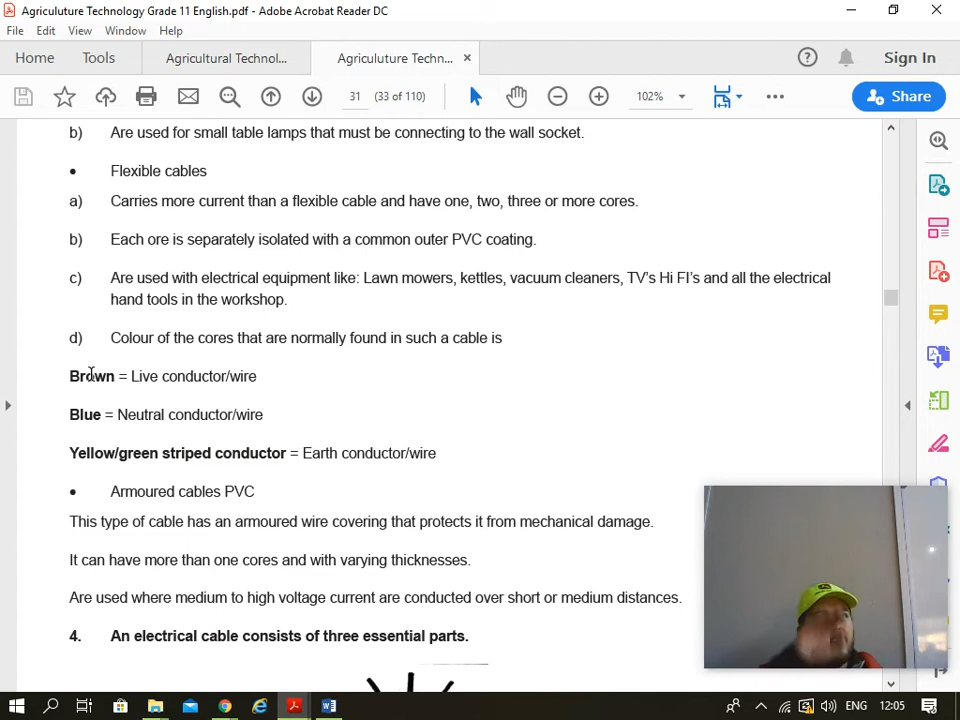 Agriculuture Technology Grade 11 English.pdf - Adobe Acrobat Reader DC
File Edit View Window Help
Home Tools Agricultural Technol... Agriculuture Techn... × Sign In
31 (33 of 110) 102% Share
b) Are used for small table lamps that must be connecting to the wall socket.
• Flexible cables
a) Carries more current than a flexible cable and have one, two, three or more cores.
b) Each ore is separately isolated with a common outer PVC coating.
c) Are used with electrical equipment like: Lawn mowers, kettles, vacuum cleaners, TV's Hi FI's and all the electrical
hand tools in the workshop.
d) Colour of the cores that are normally found in such a cable is
Brown = Live conductor/wire
Blue = Neutral conductor/wire
Yellow/green striped conductor = Earth conductor/wire
• Armoured cables PVC
This type of cable has an armoured wire covering that protects it from mechanical damage.
It can have more than one cores and with varying thicknesses.
Are used where medium to high voltage current are conducted over short or medium distances.
4. An electrical cable consists of three essential parts.
ENG 12:05